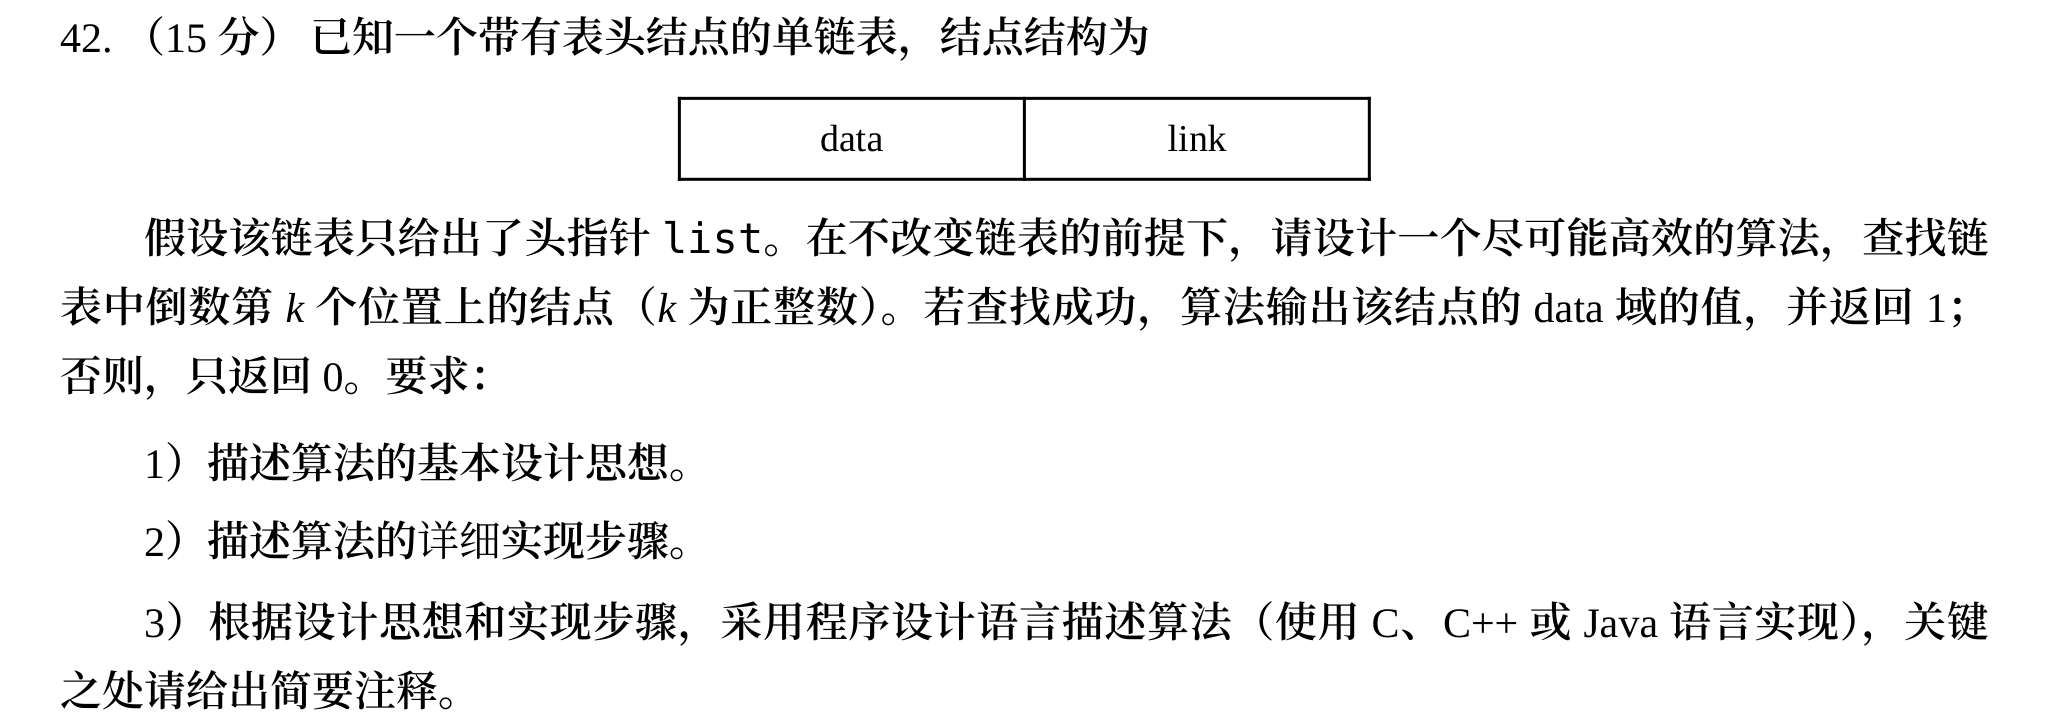 42. （15 分） 已知一个带有表头结点的单链表，结点结构为
data link
假设该链表只给出了头指针 list。在不改变链表的前提下，请设计一个尽可能高效的算法，查找链
表中倒数第 k 个位置上的结点（k 为正整数）。若查找成功，算法输出该结点的 data 域的值，并返回 1；
否则，只返回 0。要求：
1）描述算法的基本设计思想。
2）描述算法的详细实现步骤。
3）根据设计思想和实现步骤，采用程序设计语言描述算法（使用 C、C++ 或 Java 语言实现），关键
之处请给出简要注释。